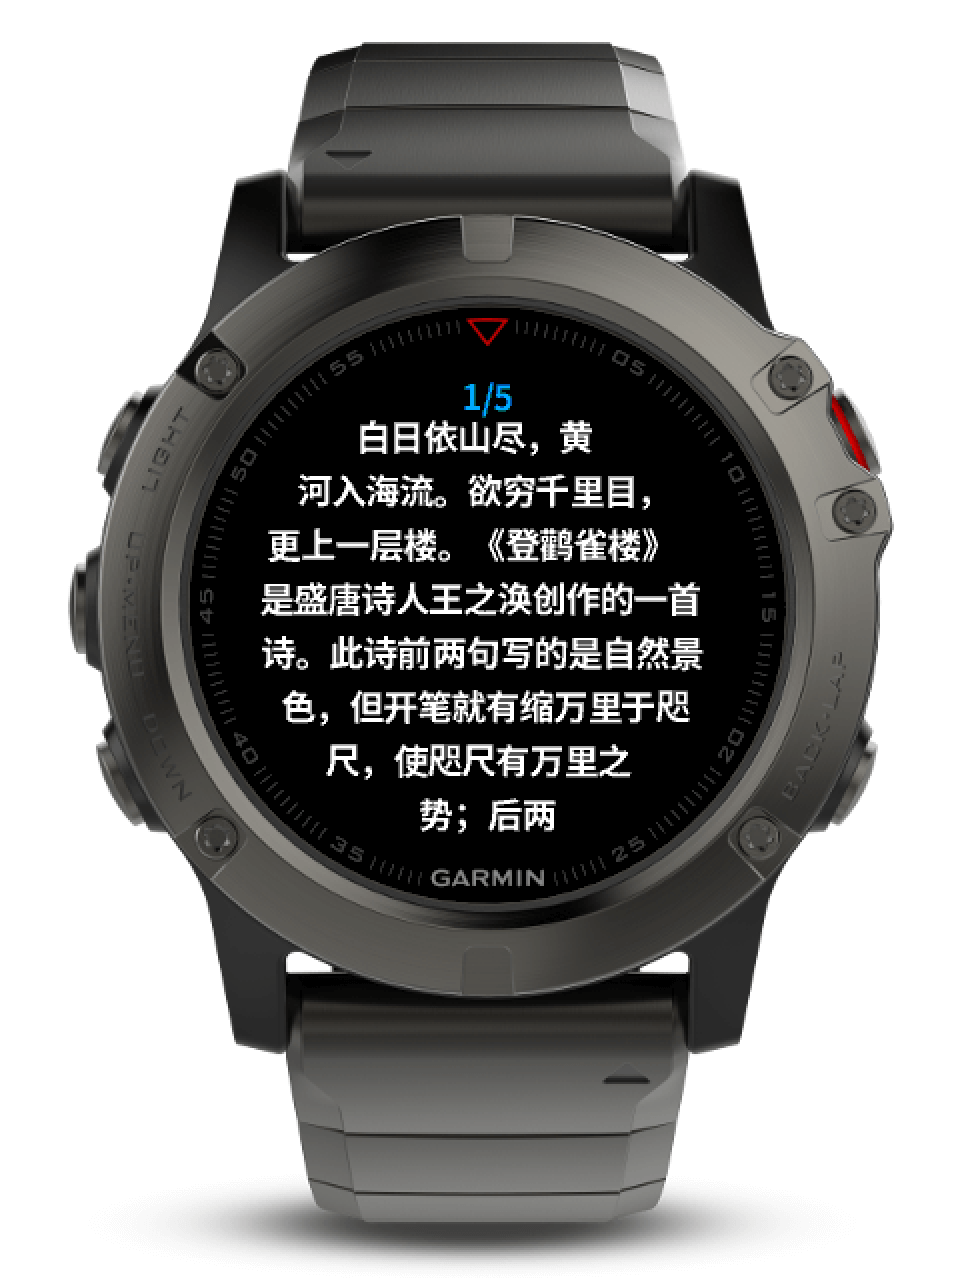 55
05
1/5
白日依山尽，黄
LIGHT
50
10
河入海流。欲穷千里目，
更上一层楼。《登鹳雀楼》
UP·MENU
45
15
是盛唐诗人王之涣创作的一首
诗。此诗前两句写的是自然景
色，但开笔就有缩万里于咫
BACK·LAP
DOWN
40
20
尺，使咫尺有万里之
势；后两
35
25
GARMIN